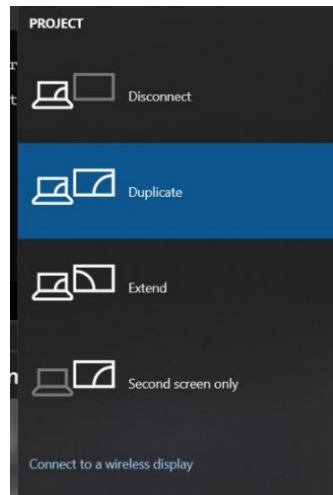 PROJECT
Disconnect
Duplicate
Extend
Second screen only
Connect to a wireless display